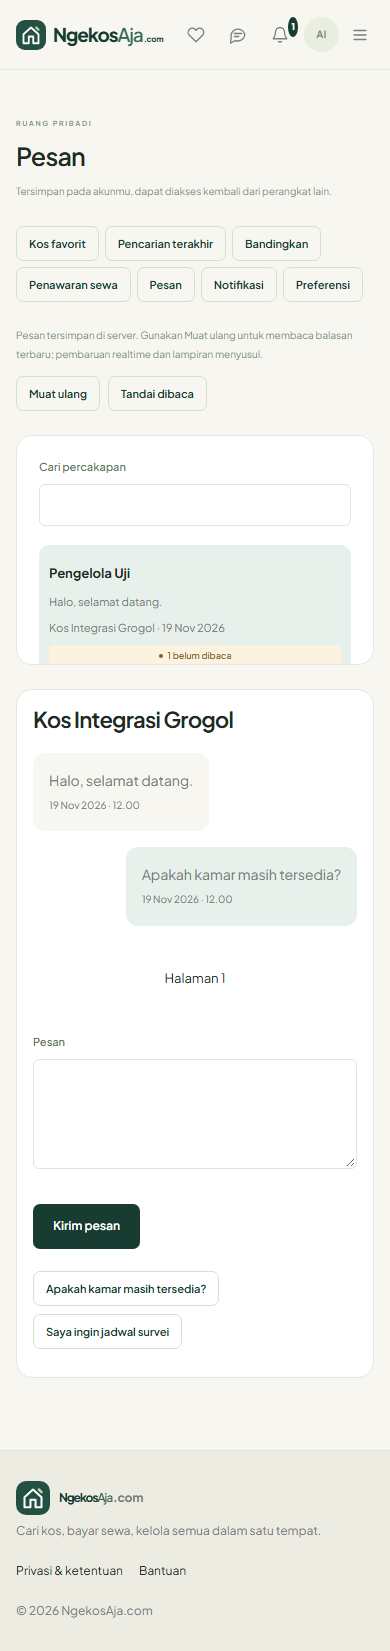 NgekosAja.com
1
AI
RUANG PRIBADI
Pesan
Tersimpan pada akunmu, dapat diakses kembali dari perangkat lain.
Kos favorit
Pencarian terakhir
Bandingkan
Penawaran sewa
Pesan
Notifikasi
Preferensi
Pesan tersimpan di server. Gunakan Muat ulang untuk membaca balasan
terbaru; pembaruan realtime dan lampiran menyusul.
Muat ulang
Tandai dibaca
Cari percakapan
Pengelola Uji
Halo, selamat datang.
Kos Integrasi Grogol · 19 Nov 2026
1 belum dibaca
Kos Integrasi Grogol
Halo, selamat datang.
19 Nov 2026 · 12.00
Apakah kamar masih tersedia?
19 Nov 2026 · 12.00
Halaman 1
Pesan
Kirim pesan
Apakah kamar masih tersedia?
Saya ingin jadwal survei
NgekosAja.com
Cari kos, bayar sewa, kelola semua dalam satu tempat.
Privasi & ketentuan
Bantuan
© 2026 NgekosAja.com